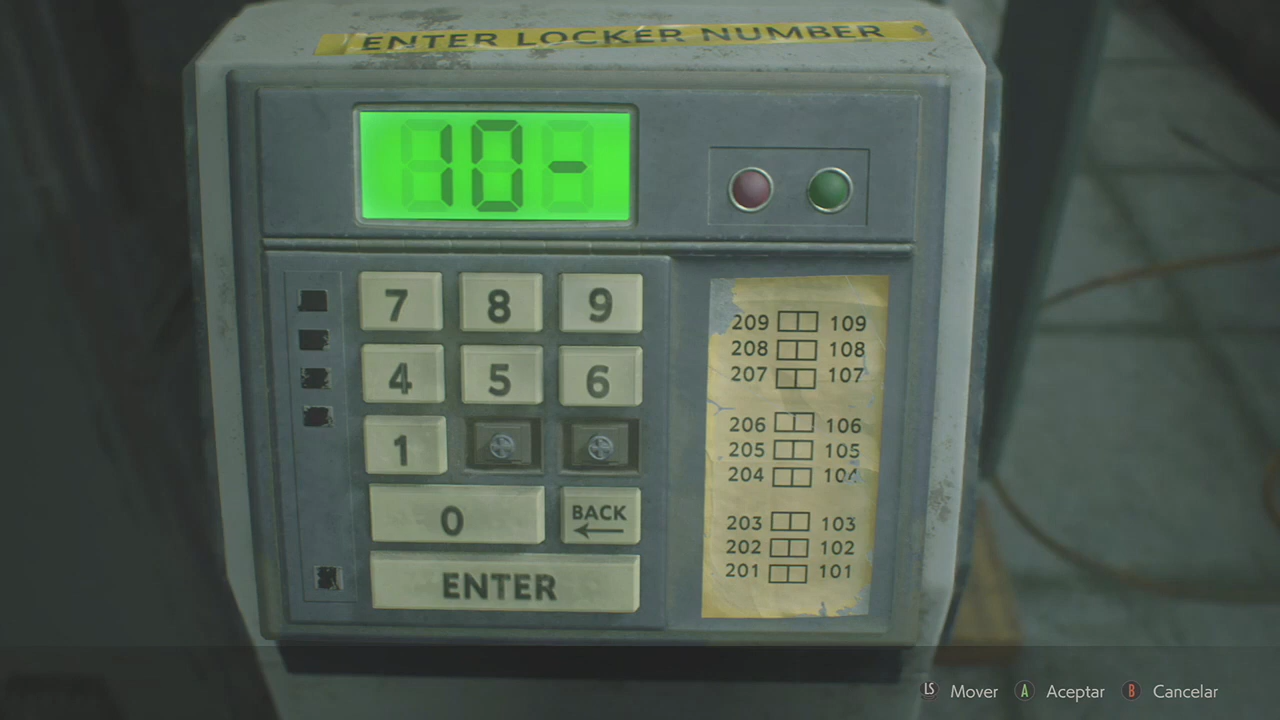 ENTER LOCKER NUMBER
10-
7 8 9
4 5 6
1
0 BACK
ENTER
209 109
208 108
207 107
206 106
205 105
204 104
203 103
202 102
201 101
LS Mover A Aceptar B Cancelar